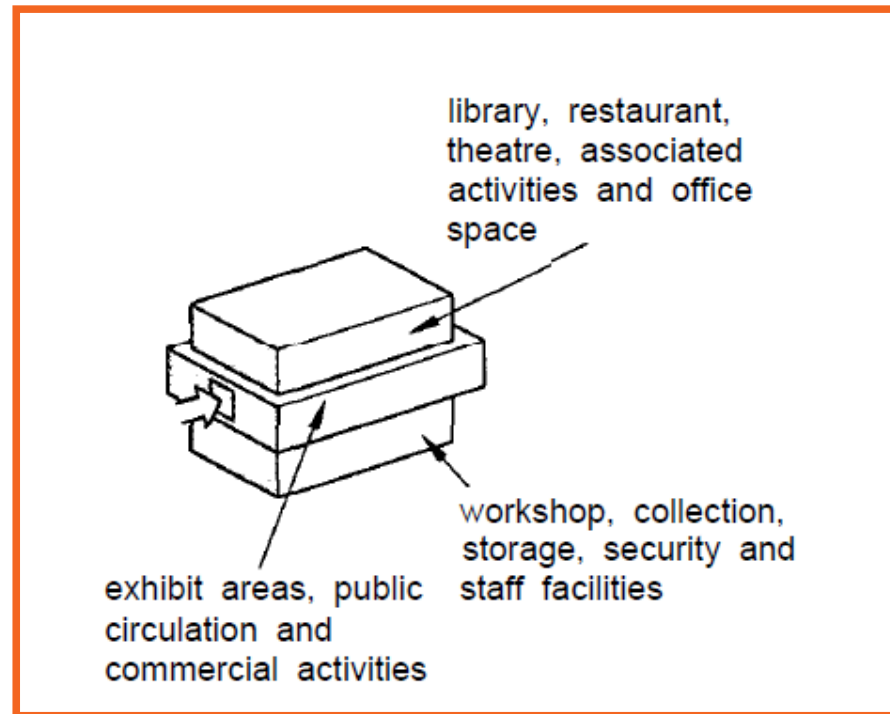 library, restaurant,
theatre, associated
activities and office
space
workshop, collection,
storage, security and
staff facilities
exhibit areas, public
circulation and
commercial activities